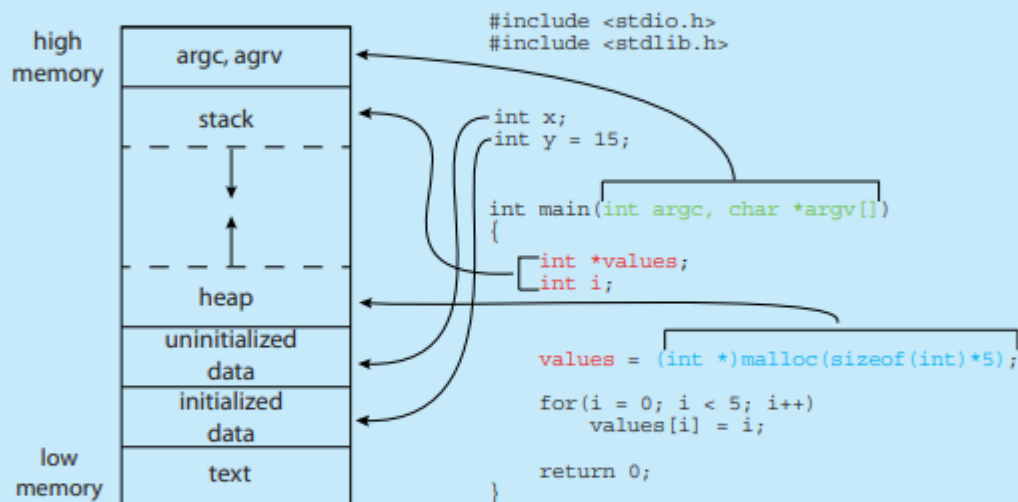 high
memory
argc, agrv
stack
heap
uninitialized
data
initialized
data
low
memory
text
#include <stdio.h>
#include <stdlib.h>
int x;
int y = 15;
int main(int argc, char *argv[])
{
int *values;
int i;
values = (int *)malloc(sizeof(int)*5);
for(i = 0; i < 5; i++)
values[i] = i;
return 0;
}